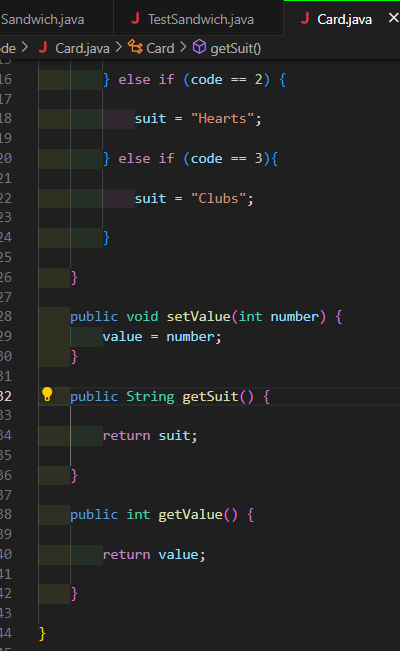 Sandwich.java J TestSandwich.java J Card.java ×
ode > J Card.java > Card > getSuit()
16 } else if (code == 2) {
17
18 suit = "Hearts";
19
20 } else if (code == 3){
21
22 suit = "Clubs";
23
24 }
25
26 }
27
28 public void setValue(int number) {
29 value = number;
30 }
31
32 public String getSuit() {
33
34 return suit;
35
36 }
37
38 public int getValue() {
39
40 return value;
41
42 }
43
44 }